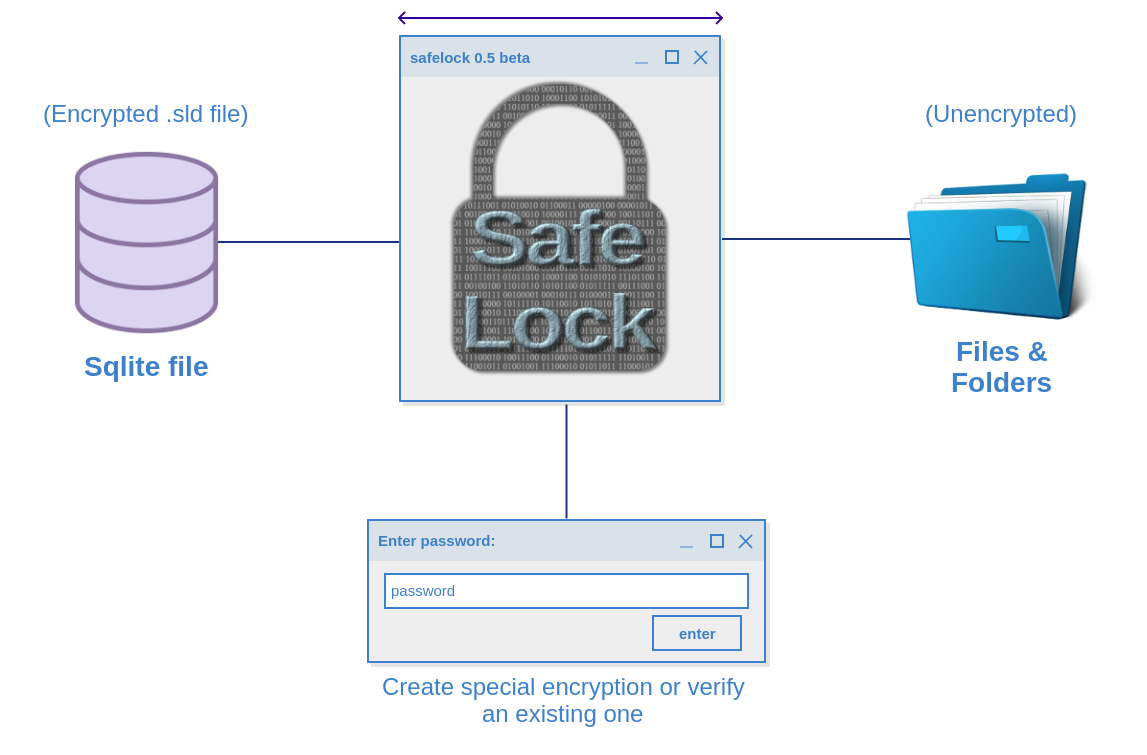 safelock 0.5 beta
(Encrypted .sld file)
(Unencrypted)
Safe
Lock
Sqlite file
Files &
Folders
Enter password:
password
enter
Create special encryption or verify
an existing one